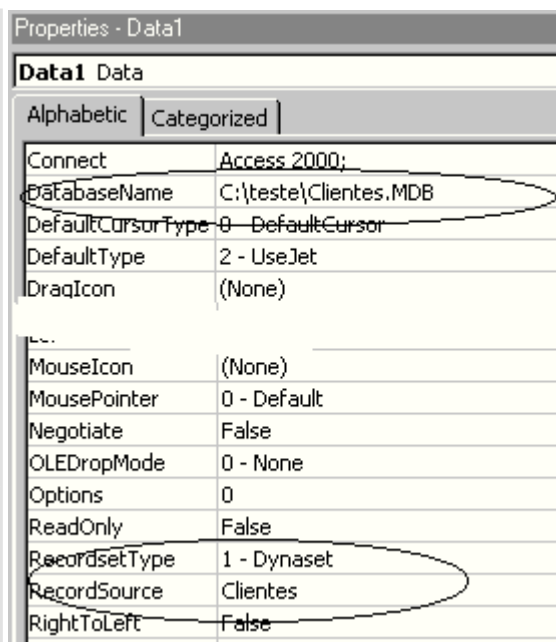 Properties - Data1
Data1 Data
Alphabetic Categorized
Connect Access 2000;
DatabaseName C:\teste\Clientes.MDB
DefaultCursorType 0 - DefaultCursor
DefaultType 2 - UseJet
DragIcon (None)
MouseIcon (None)
MousePointer 0 - Default
Negotiate False
OLEDropMode 0 - None
Options 0
ReadOnly False
RecordsetType 1 - Dynaset
RecordSource Clientes
RightToLeft False